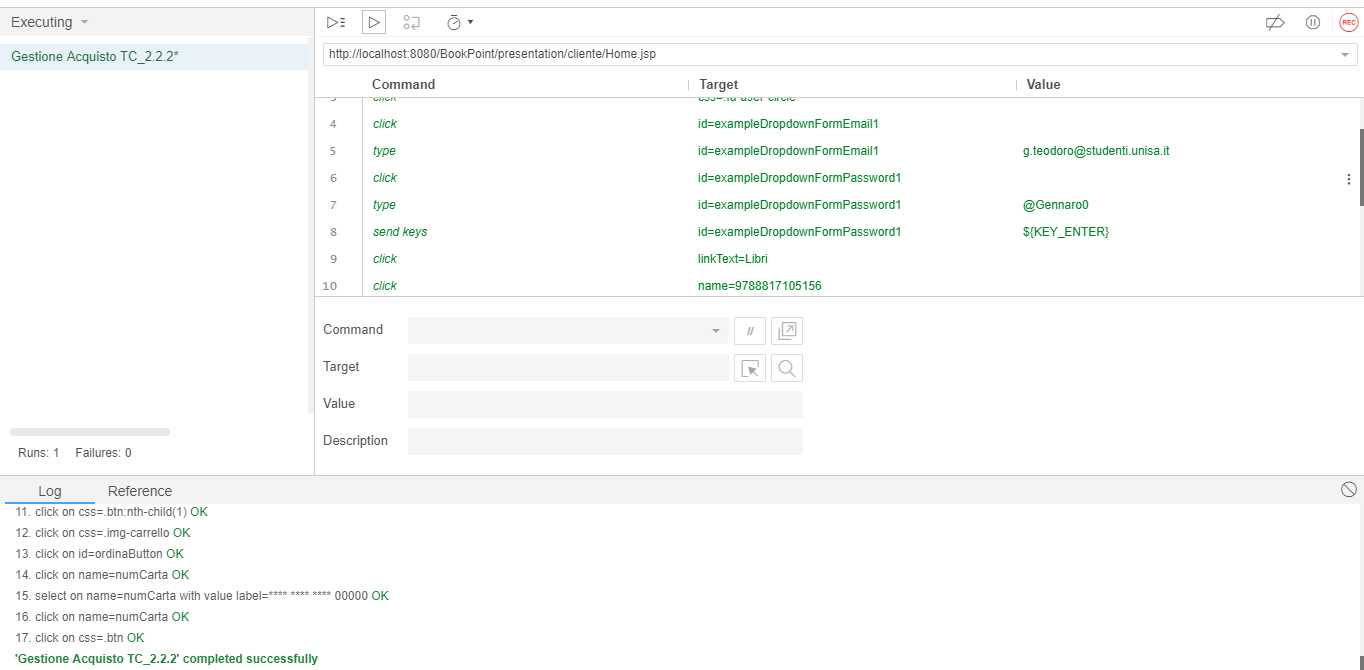 Executing
REC
Gestione Acquisto TC_2.2.2*
http://localhost:8080/BookPoint/presentation/cliente/Home.jsp
Command Target Value
3 click css=.fa-user-circle
4 click id=exampleDropdownFormEmail1
5 type id=exampleDropdownFormEmail1 g.teodoro@studenti.unisa.it
6 click id=exampleDropdownFormPassword1
7 type id=exampleDropdownFormPassword1 @Gennaro0
8 send keys id=exampleDropdownFormPassword1 ${KEY_ENTER}
9 click linkText=Libri
10 click name=9788817105156
Command //
Target
Value
Description
Runs: 1 Failures: 0
Log Reference
11. click on css=.btn:nth-child(1) OK
12. click on css=.img-carrello OK
13. click on id=ordinaButton OK
14. click on name=numCarta OK
15. select on name=numCarta with value label=**** **** **** 00000 OK
16. click on name=numCarta OK
17. click on css=.btn OK
'Gestione Acquisto TC_2.2.2' completed successfully